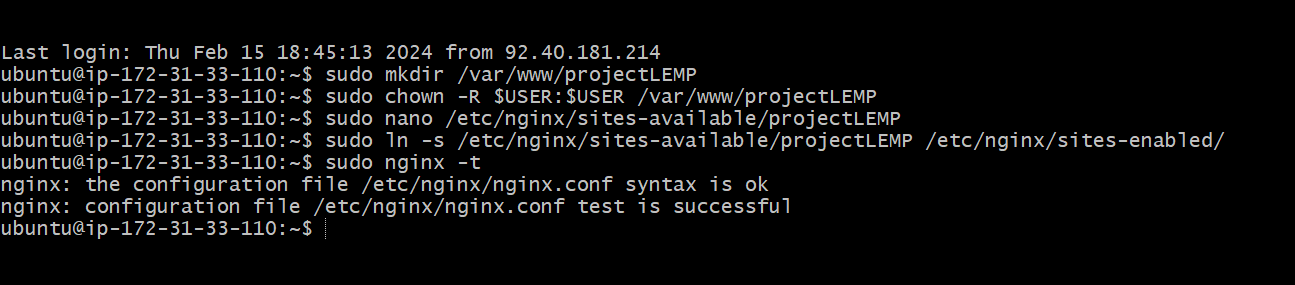 Last login: Thu Feb 15 18:45:13 2024 from 92.40.181.214
ubuntu@ip-172-31-33-110:~$ sudo mkdir /var/www/projectLEMP
ubuntu@ip-172-31-33-110:~$ sudo chown -R $USER:$USER /var/www/projectLEMP
ubuntu@ip-172-31-33-110:~$ sudo nano /etc/nginx/sites-available/projectLEMP
ubuntu@ip-172-31-33-110:~$ sudo ln -s /etc/nginx/sites-available/projectLEMP /etc/nginx/sites-enabled/
ubuntu@ip-172-31-33-110:~$ sudo nginx -t
nginx: the configuration file /etc/nginx/nginx.conf syntax is ok
nginx: configuration file /etc/nginx/nginx.conf test is successful
ubuntu@ip-172-31-33-110:~$